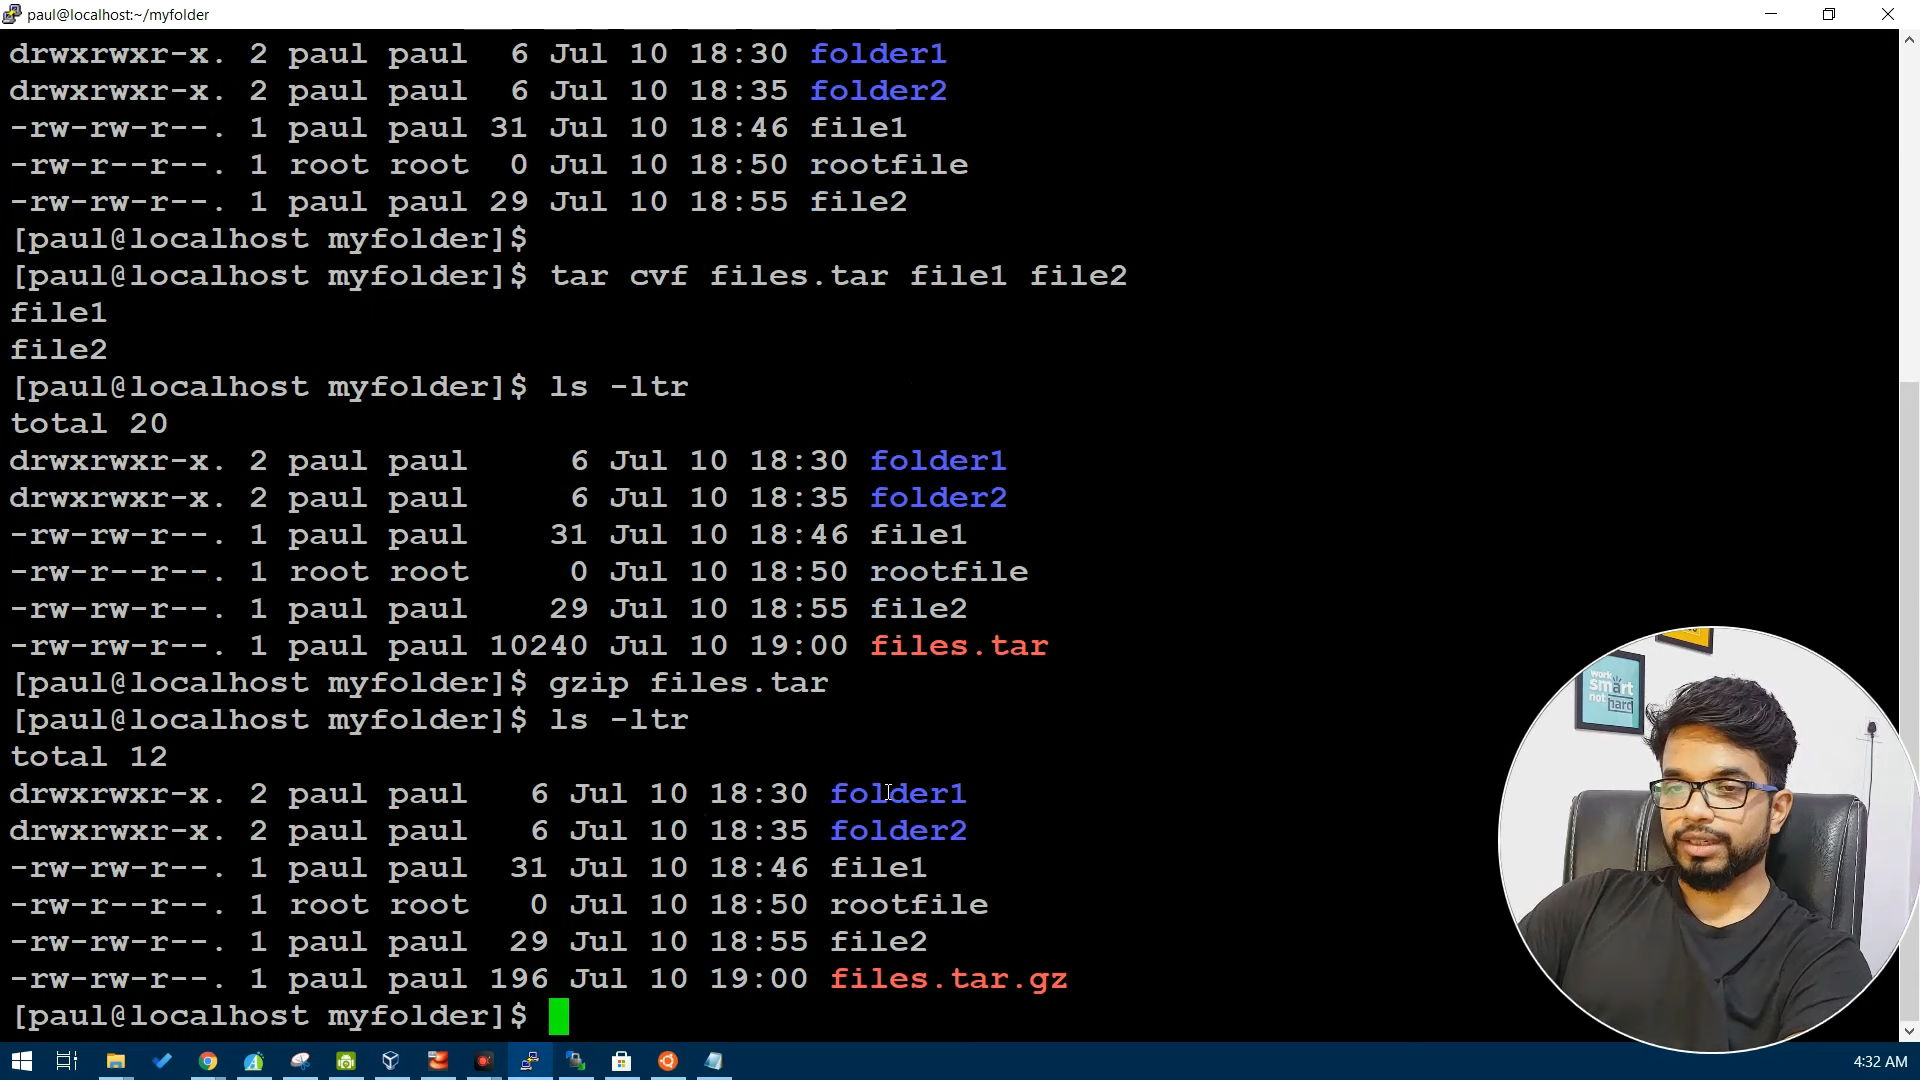 paul@localhost:~/myfolder
drwxrwxr-x. 2 paul paul  6 Jul 10 18:30 folder1
drwxrwxr-x. 2 paul paul  6 Jul 10 18:35 folder2
-rw-rw-r--. 1 paul paul 31 Jul 10 18:46 file1
-rw-r--r--. 1 root root  0 Jul 10 18:50 rootfile
-rw-rw-r--. 1 paul paul 29 Jul 10 18:55 file2
[paul@localhost myfolder]$
[paul@localhost myfolder]$ tar cvf files.tar file1 file2
file1
file2
[paul@localhost myfolder]$ ls -ltr
total 20
drwxrwxr-x. 2 paul paul     6 Jul 10 18:30 folder1
drwxrwxr-x. 2 paul paul     6 Jul 10 18:35 folder2
-rw-rw-r--. 1 paul paul    31 Jul 10 18:46 file1
-rw-r--r--. 1 root root     0 Jul 10 18:50 rootfile
-rw-rw-r--. 1 paul paul    29 Jul 10 18:55 file2
-rw-rw-r--. 1 paul paul 10240 Jul 10 19:00 files.tar
[paul@localhost myfolder]$ gzip files.tar
[paul@localhost myfolder]$ ls -ltr
total 12
drwxrwxr-x. 2 paul paul   6 Jul 10 18:30 folder1
drwxrwxr-x. 2 paul paul   6 Jul 10 18:35 folder2
-rw-rw-r--. 1 paul paul  31 Jul 10 18:46 file1
-rw-r--r--. 1 root root   0 Jul 10 18:50 rootfile
-rw-rw-r--. 1 paul paul  29 Jul 10 18:55 file2
-rw-rw-r--. 1 paul paul 196 Jul 10 19:00 files.tar.gz
[paul@localhost myfolder]$
work
smart
not hard
4:32 AM